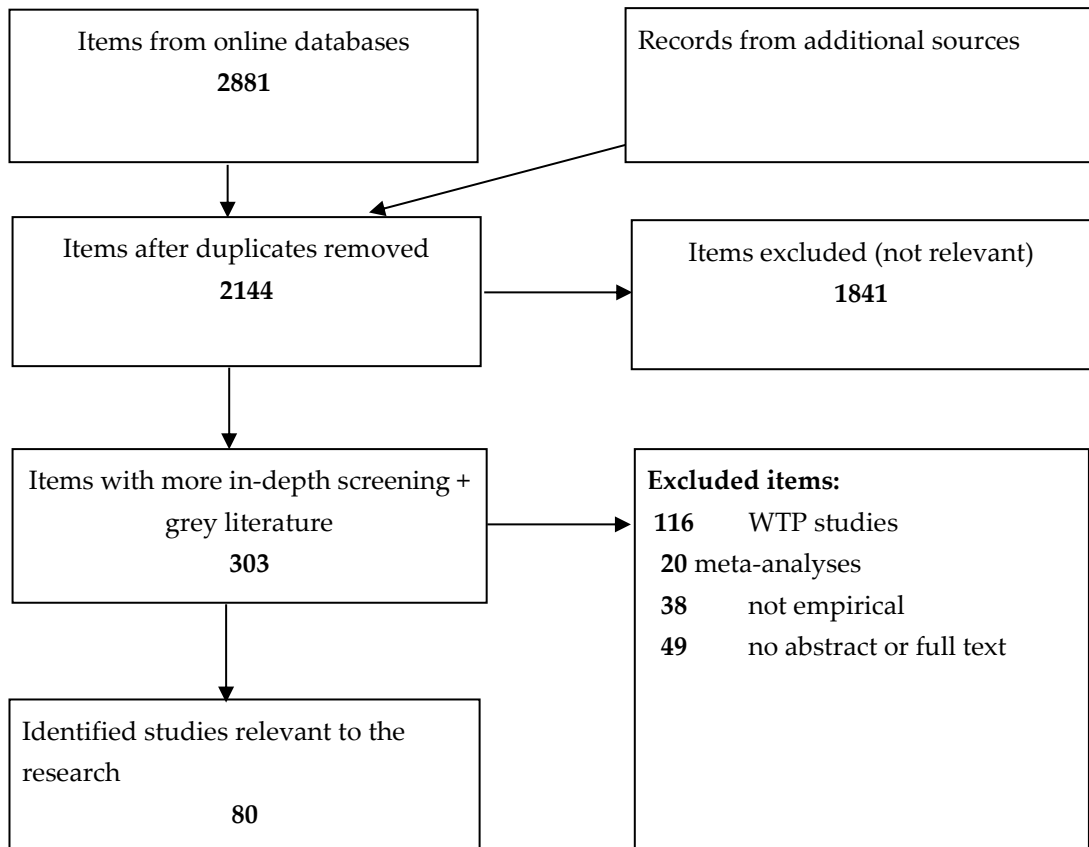 Items from online databases
2881
Records from additional sources
Items after duplicates removed
2144
Items excluded (not relevant)
1841
Items with more in-depth screening +
grey literature
303
Excluded items:
116 WTP studies
20 meta-analyses
38 not empirical
49 no abstract or full text
Identified studies relevant to the
research
80